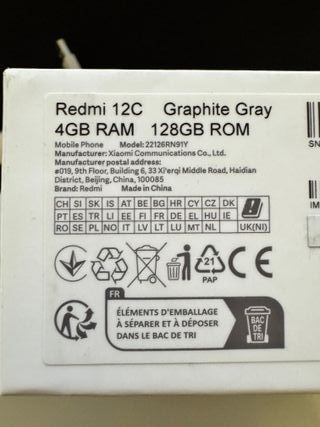 Redmi 12C Graphite Gray
4GB RAM 128GB ROM
Mobile Phone Model: 22126RN91Y
Manufacturer: Xiaomi Communications Co., Ltd.
Manufacturer postal address:
#019, 9th Floor, Building 6, 33 Xi'erqi Middle Road, Haidian
District, Beijing, China, 100085
Brand: Redmi Made in China
SN
CH SI SK IS AT BE BG HR CY CZ DK
PT ES TR LI EE FI FR DE EL HU IE
RO SE PL NO IT LV LT LU MT NL UK(NI)
IM
21
PAP
CE
FR
ÉLÉMENTS D'EMBALLAGE
À SÉPARER ET À DÉPOSER
DANS LE BAC DE TRI
BAC
DE
TRI